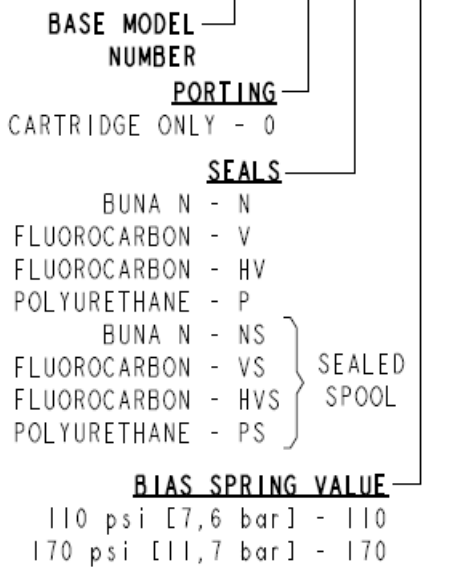 BASE MODEL
NUMBER
PORTING
CARTRIDGE ONLY - 0
SEALS
BUNA N - N
FLUOROCARBON - V
FLUOROCARBON - HV
POLYURETHANE - P
BUNA N - NS
FLUOROCARBON - VS
FLUOROCARBON - HVS
POLYURETHANE - PS
SEALED
SPOOL
BIAS SPRING VALUE
110 psi [7,6 bar] - 110
170 psi [11,7 bar] - 170